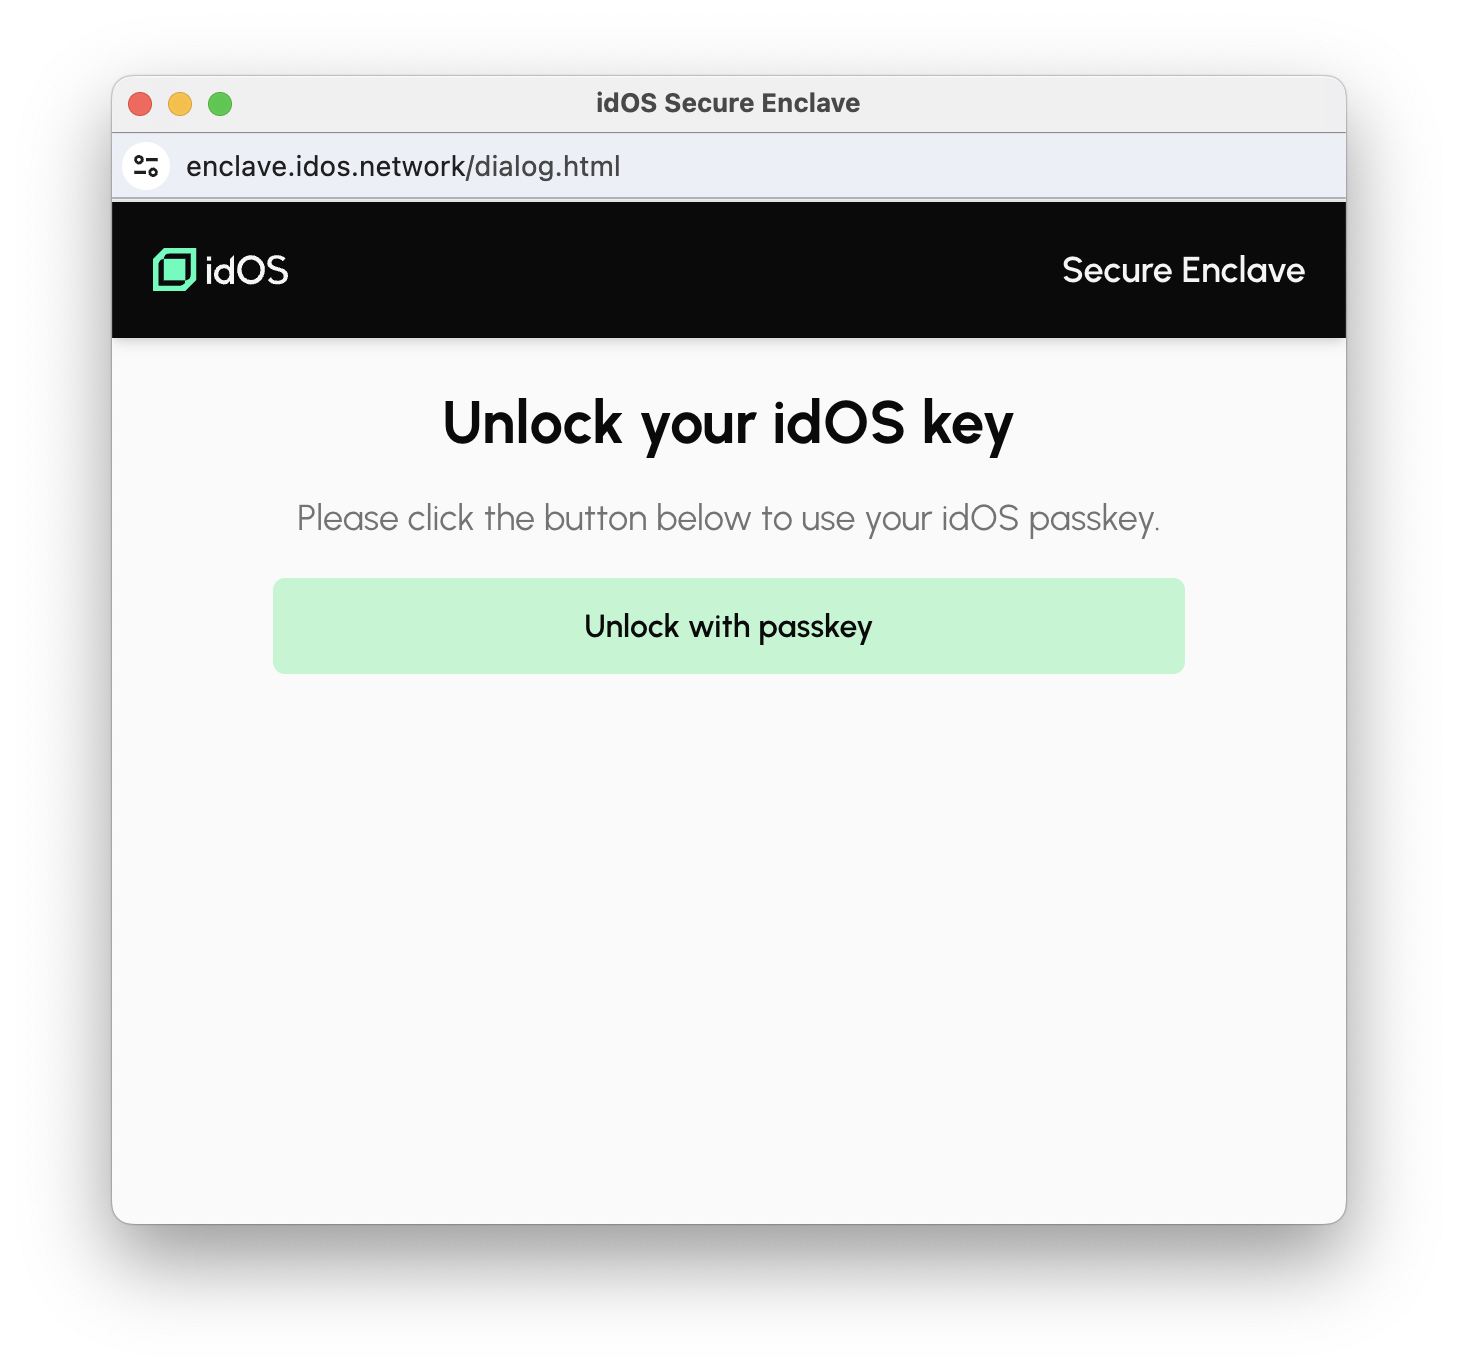 idOS Secure Enclave
enclave.idos.network/dialog.html
idOS
Secure Enclave
Unlock your idOS key
Please click the button below to use your idOS passkey.
Unlock with passkey